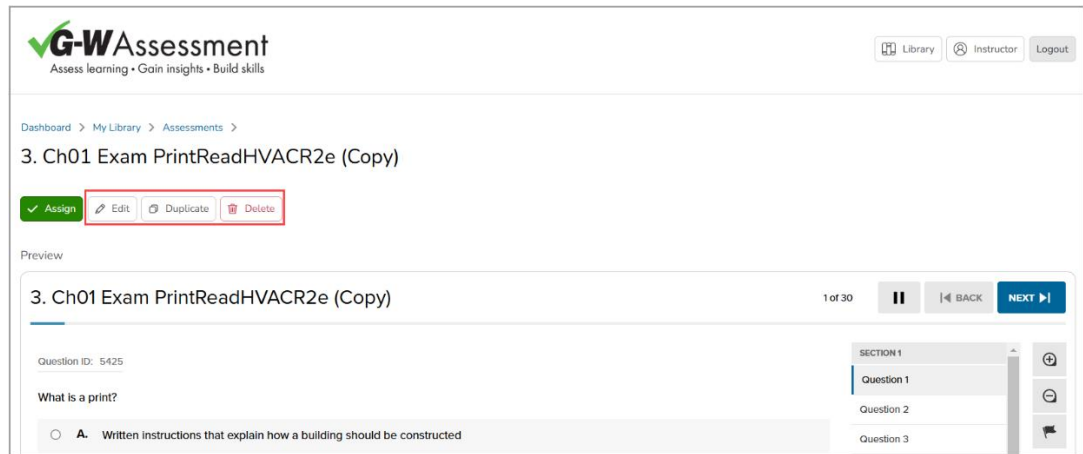 G-WAssessment
Assess learning • Gain insights • Build skills
Library
Instructor
Logout
Dashboard > My Library > Assessments >
3. Ch01 Exam PrintReadHVACR2e (Copy)
Assign
Edit
Duplicate
Delete
Preview
3. Ch01 Exam PrintReadHVACR2e (Copy)
1 of 30
BACK
NEXT
Question ID: 5425
What is a print?
A. Written instructions that explain how a building should be constructed
SECTION 1
Question 1
Question 2
Question 3